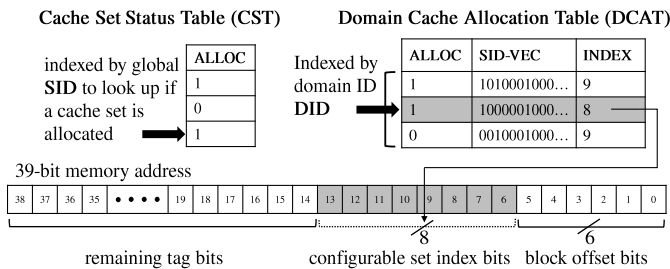 Cache Set Status Table (CST)
indexed by global
SID to look up if
a cache set is
allocated
ALLOC
1
0
1
Domain Cache Allocation Table (DCAT)
Indexed by
domain ID
DID
ALLOC SID-VEC INDEX
1 1010001000... 9
1 1000001000... 8
0 0010001000... 9
39-bit memory address
38 37 36 35 •••• 19 18 17 16 15 14 13 12 11 10 9 8 7 6 5 4 3 2 1 0
8 6
remaining tag bits configurable set index bits block offset bits